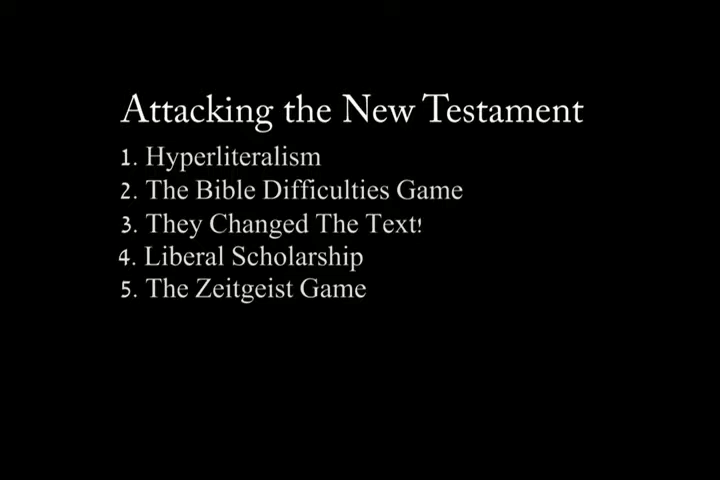 Attacking the New Testament
1. Hyperliteralism
2. The Bible Difficulties Game
3. They Changed The Text!
4. Liberal Scholarship
5. The Zeitgeist Game